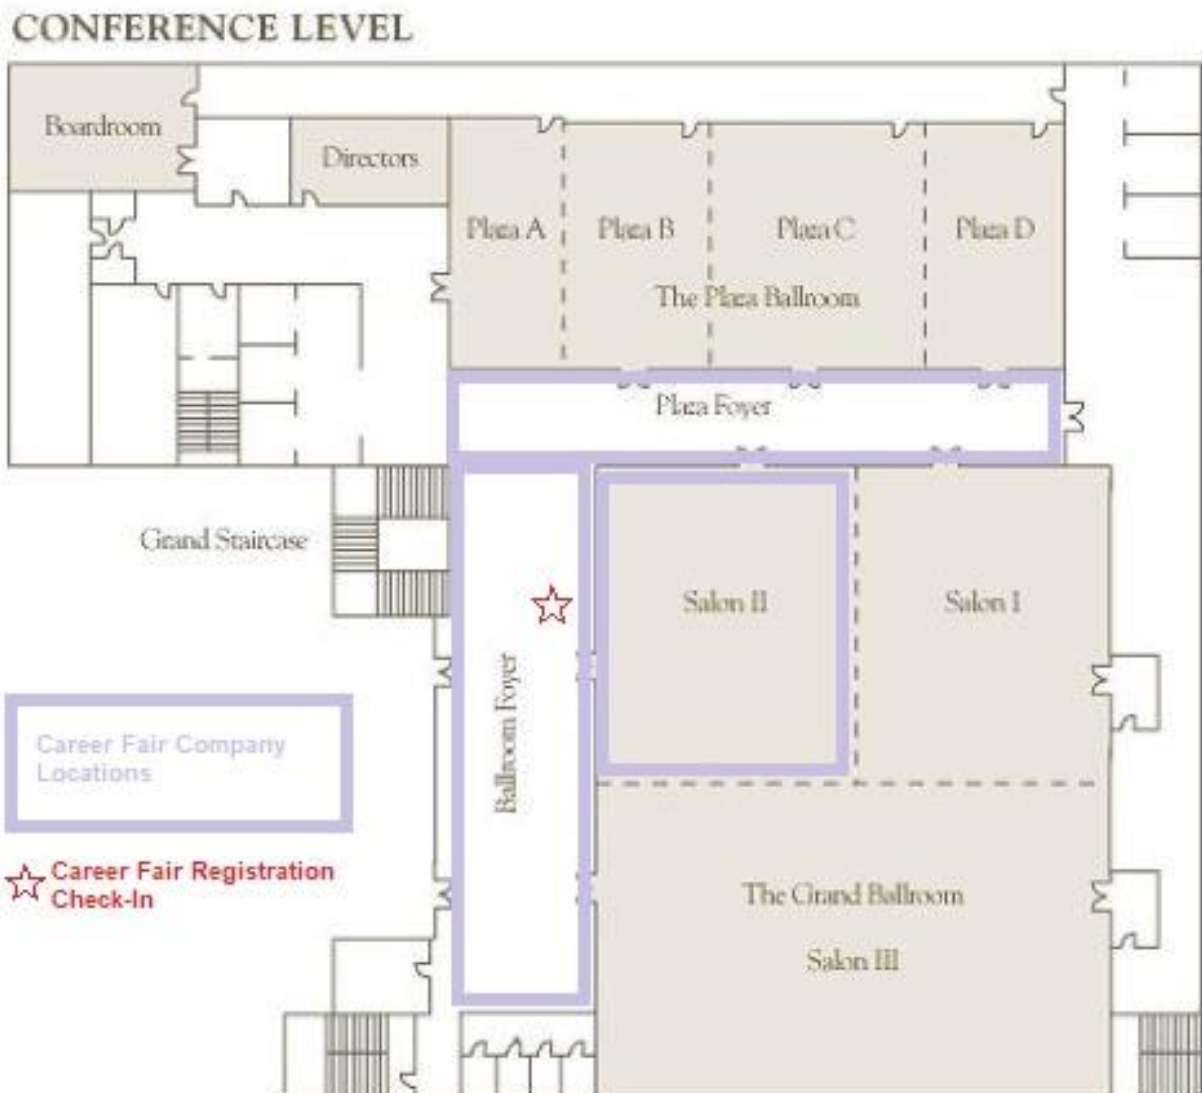 CONFERENCE LEVEL
Boardroom
Directors
Plaza A
Plaza B
Plaza C
Plaza D
The Plaza Ballroom
Plaza Foyer
Grand Staircase
Salon II
Salon I
Ballroom Foyer
Career Fair Company
Locations
Career Fair Registration
Check-In
The Grand Ballroom
Salon III